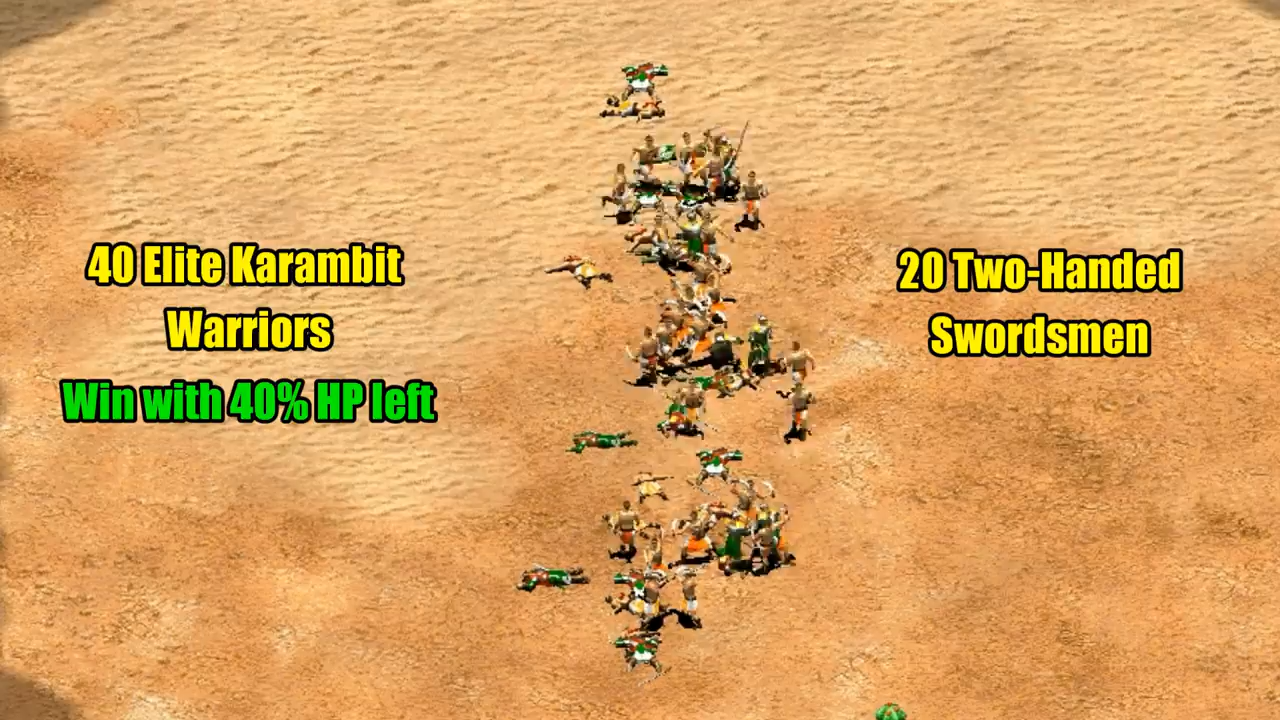 40 Elite Karambit
Warriors
Win with 40% HP left
20 Two-Handed
Swordsmen